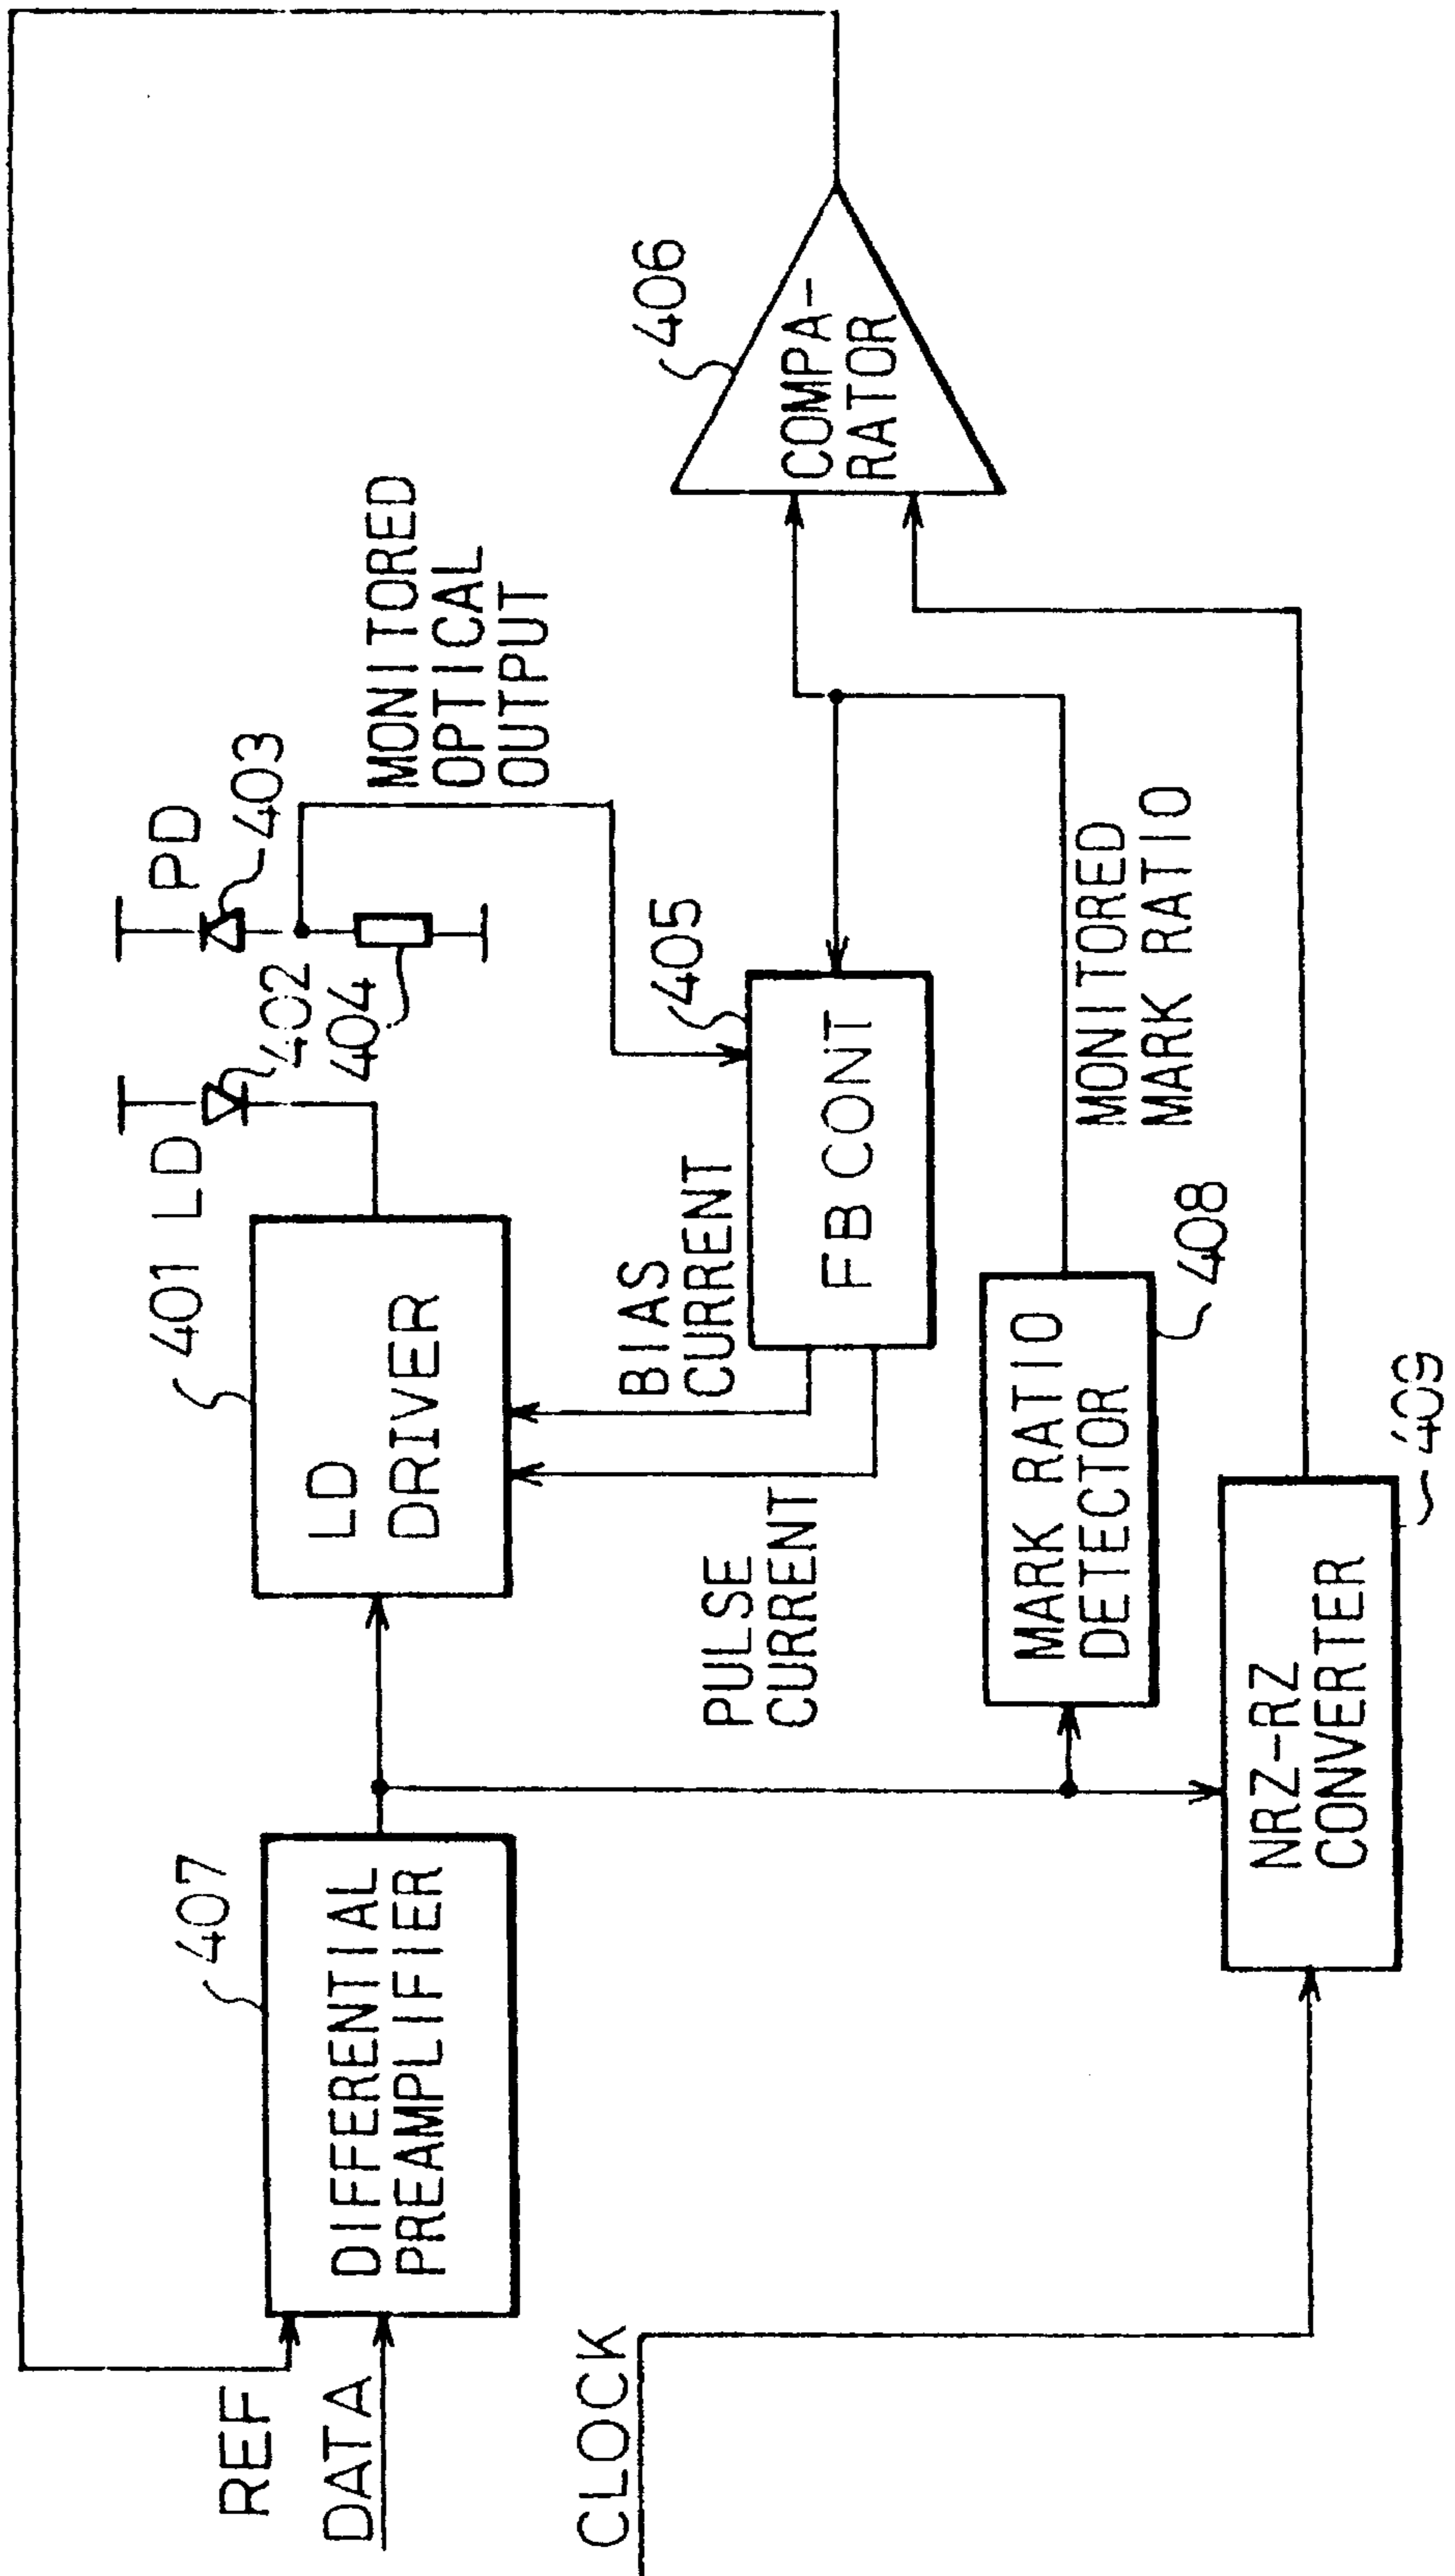 REF
DATA
CLOCK
407
DIFFERENTIAL
PREAMPLIFIER
401
LD
DRIVER
LD
402
PD
403
404
MONITORED
OPTICAL
OUTPUT
BIAS
CURRENT
PULSE
CURRENT
405
FB CONT
406
COMPA-
RATOR
MARK RATIO
DETECTOR
408
MONITORED
MARK RATIO
NRZ-RZ
CONVERTER
409